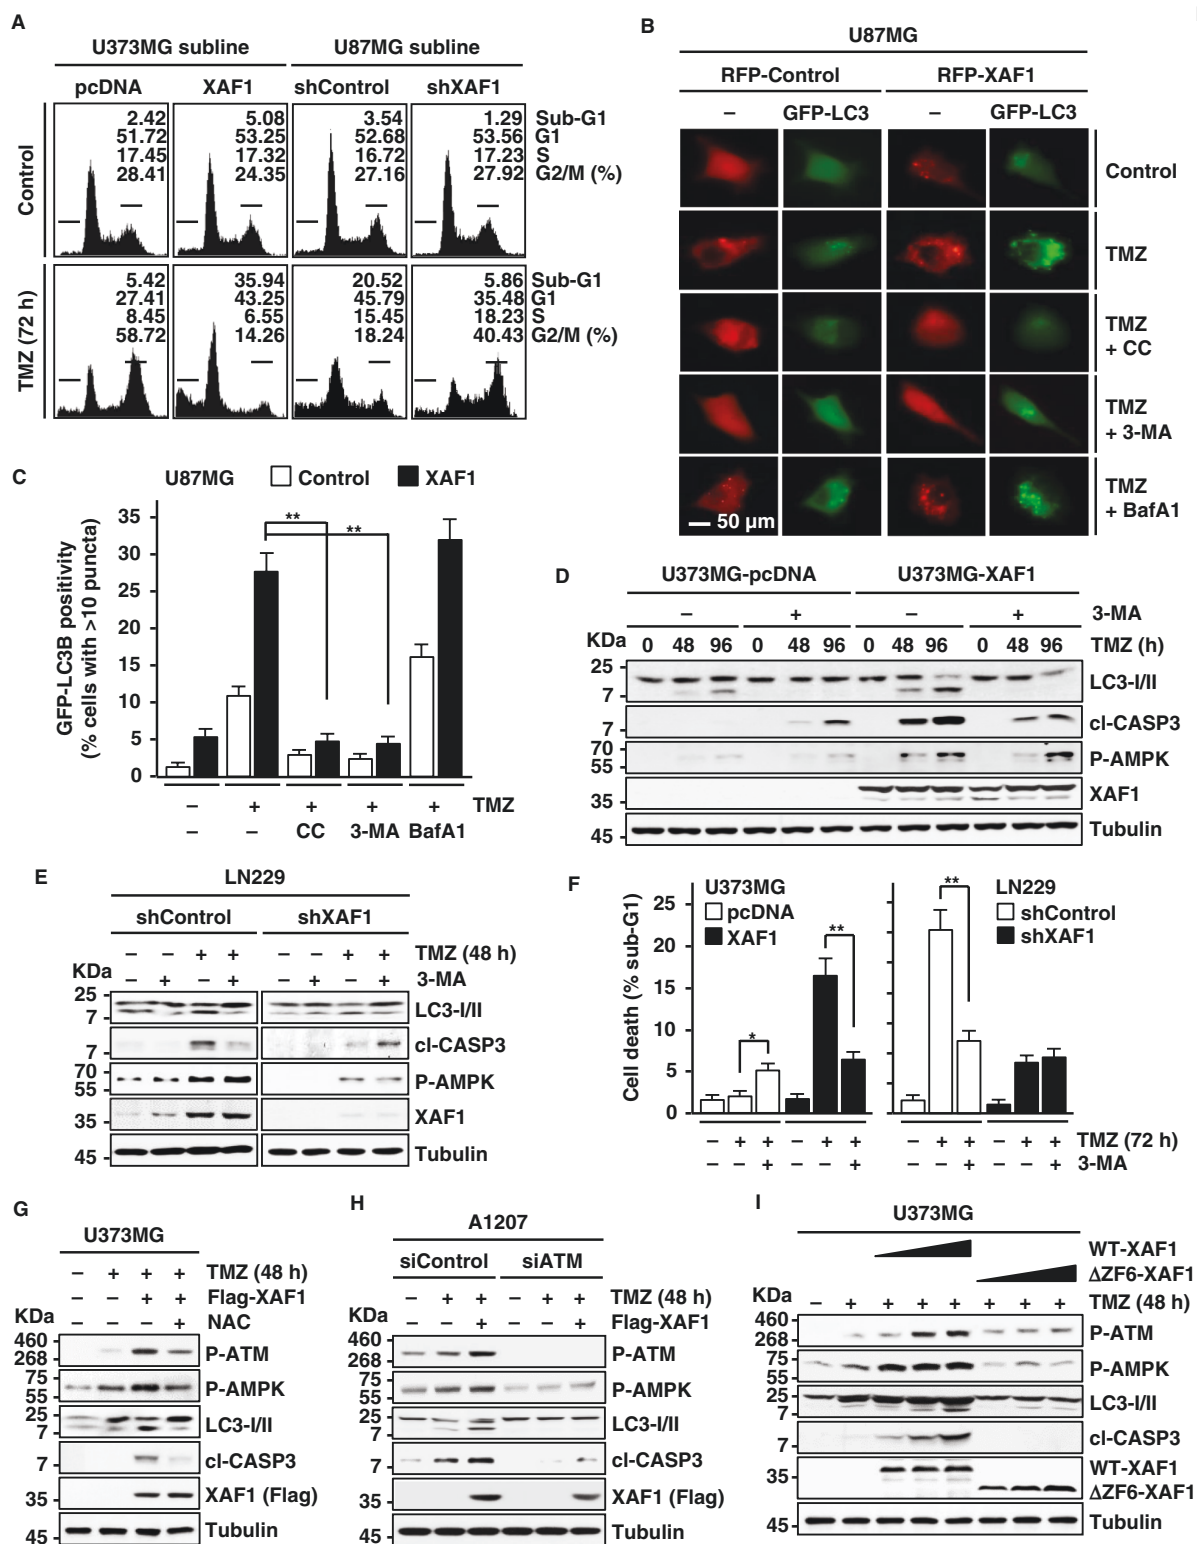 A
U373MG subline U87MG subline
pcDNA XAF1 shControl shXAF1
Control
2.42 5.08 3.54 1.29 Sub-G1
51.72 53.25 52.68 53.56 G1
17.45 17.32 16.72 17.23 S
28.41 24.35 27.16 27.92 G2/M (%)
TMZ (72 h)
5.42 35.94 20.52 5.86 Sub-G1
27.41 43.25 45.79 35.48 G1
8.45 6.55 15.45 18.23 S
58.72 14.26 18.24 40.43 G2/M (%)
B
U87MG
RFP-Control RFP-XAF1
– GFP-LC3 – GFP-LC3
Control
TMZ
TMZ
+ CC
TMZ
+ 3-MA
TMZ
+ BafA1
50 µm
C
U87MG Control XAF1
GFP-LC3B positivity
(% cells with >10 puncta)
35
30
25
20
15
10
5
0
** **
– + + + + TMZ
– – CC 3-MA BafA1
D
U373MG-pcDNA U373MG-XAF1
– + – + 3-MA
KDa 0 48 96 0 48 96 0 48 96 0 48 96 TMZ (h)
25
7
LC3-I/II
7
cl-CASP3
70
55
P-AMPK
35
XAF1
45
Tubulin
E
LN229
shControl shXAF1
– – + + – – + + TMZ (48 h)
KDa – + – + – + – + 3-MA
25
7
LC3-I/II
7
cl-CASP3
70
55
P-AMPK
35
XAF1
45
Tubulin
F
Cell death (% sub-G1)
U373MG
pcDNA
XAF1
LN229
shControl
shXAF1
25
20
15
10
5
0
* ** **
– + + – + + – + + – + + TMZ (72 h)
– – + – – + – – + – – + 3-MA
G
U373MG
– + + + TMZ (48 h)
– – + + Flag-XAF1
KDa – – – + NAC
460
268
P-ATM
75
55
P-AMPK
25
7
LC3-I/II
7
cl-CASP3
35
XAF1 (Flag)
45
Tubulin
H
A1207
siControl siATM
– + + – + + TMZ (48 h)
KDa – – + – – + Flag-XAF1
460
268
P-ATM
75
55
P-AMPK
25
7
LC3-I/II
7
cl-CASP3
35
XAF1 (Flag)
45
Tubulin
I
U373MG
WT-XAF1
ΔZF6-XAF1
KDa – + + + + + + + TMZ (48 h)
460
268
P-ATM
75
55
P-AMPK
25
7
LC3-I/II
7
cl-CASP3
35
WT-XAF1
ΔZF6-XAF1
45
Tubulin